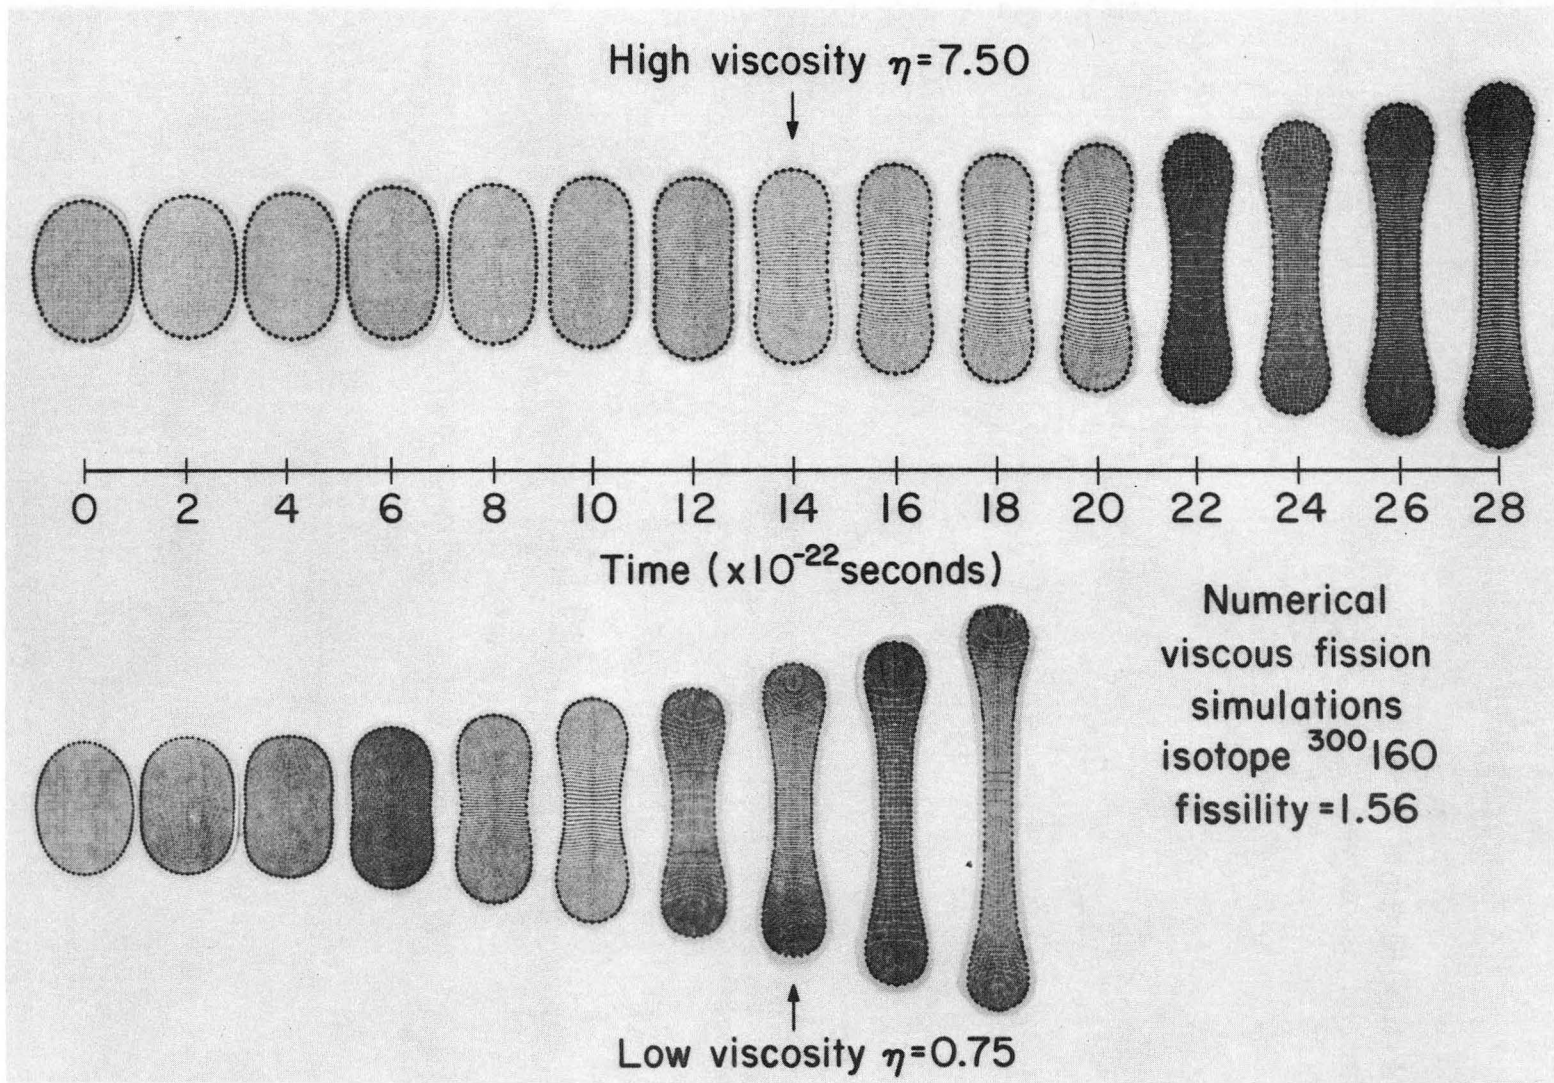 High viscosity η=7.50
0 2 4 6 8 10 12 14 16 18 20 22 24 26 28
Time (x10⁻²²seconds)
Numerical
viscous fission
simulations
isotope ³⁰⁰160
fissility=1.56
Low viscosity η=0.75